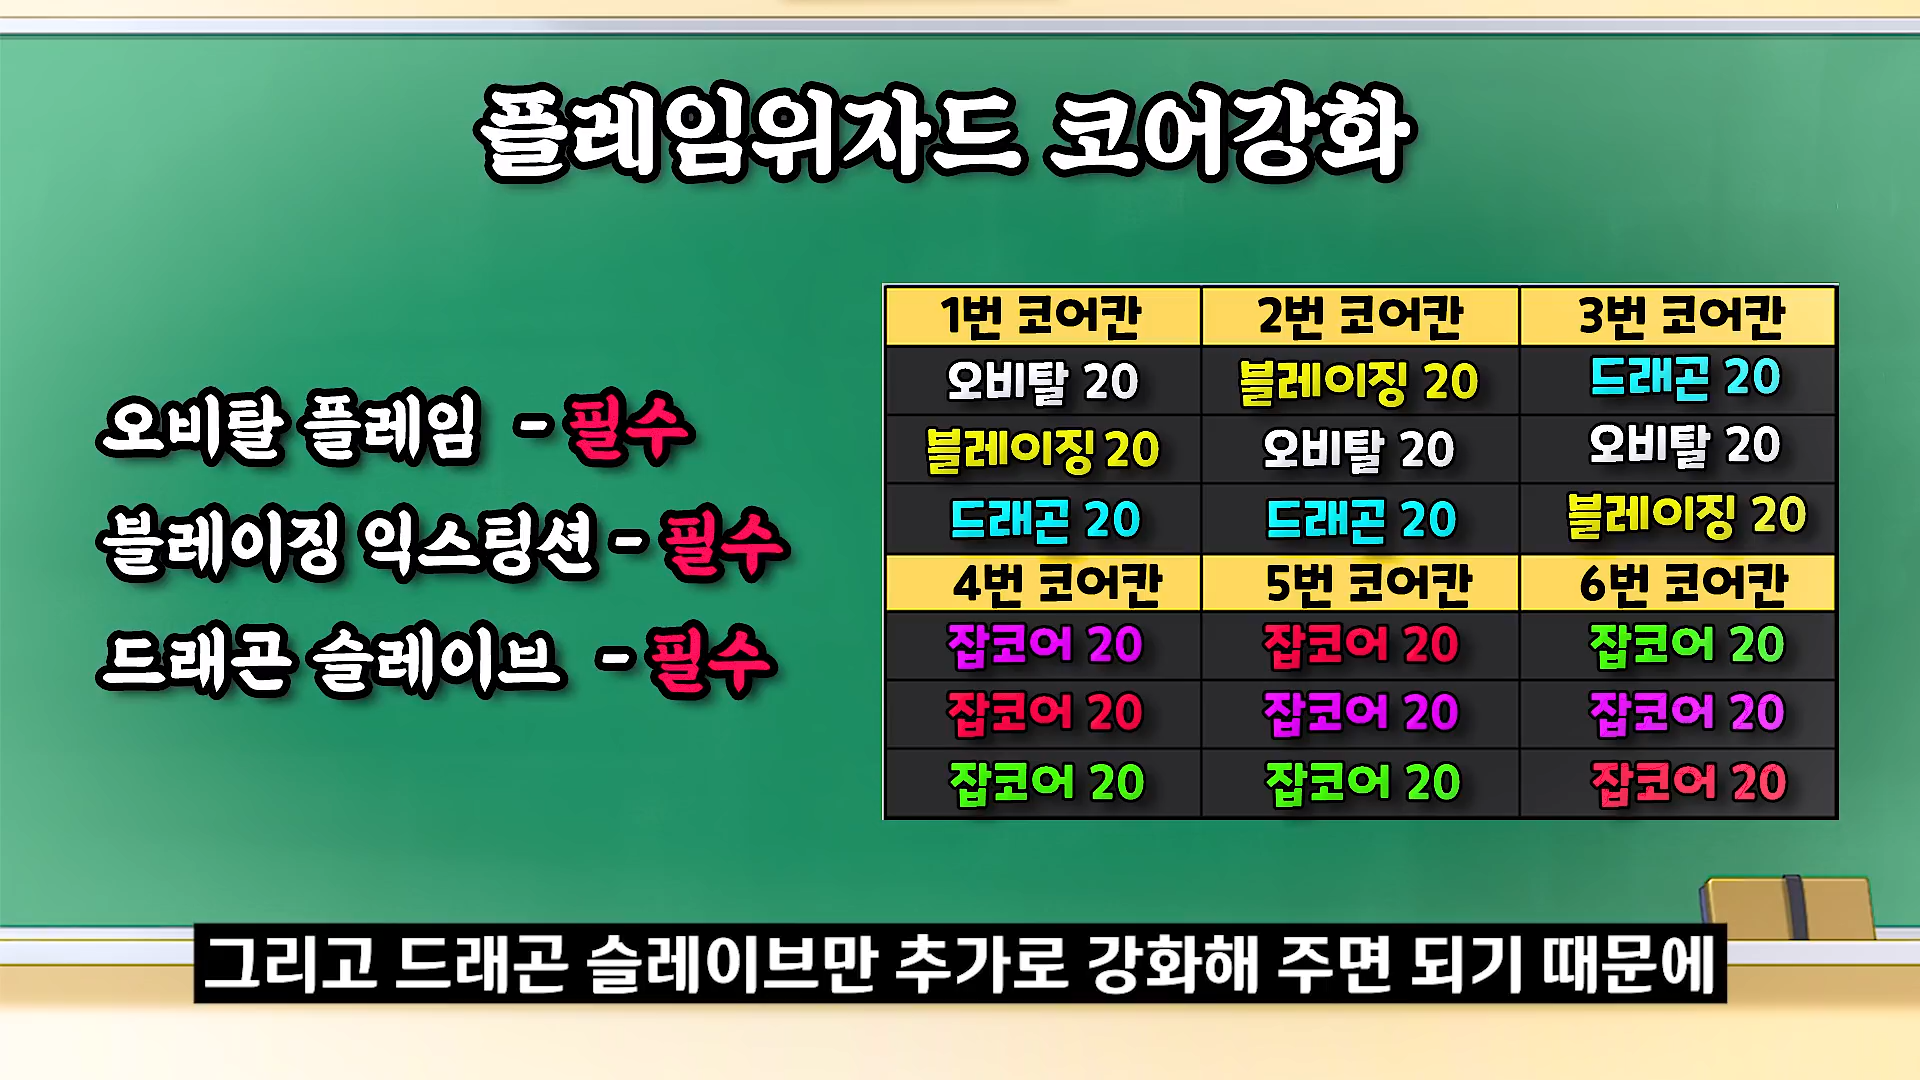 플레임위자드 코어강화
오비탈 플레임 - 필수
블레이징 익스팅션 - 필수
드래곤 슬레이브 - 필수
1번 코어칸 2번 코어칸 3번 코어칸
오비탈 20 블레이징 20 드래곤 20
블레이징 20 오비탈 20 오비탈 20
드래곤 20 드래곤 20 블레이징 20
4번 코어칸 5번 코어칸 6번 코어칸
잡코어 20 잡코어 20 잡코어 20
잡코어 20 잡코어 20 잡코어 20
잡코어 20 잡코어 20 잡코어 20
그리고 드래곤 슬레이브만 추가로 강화해 주면 되기 때문에